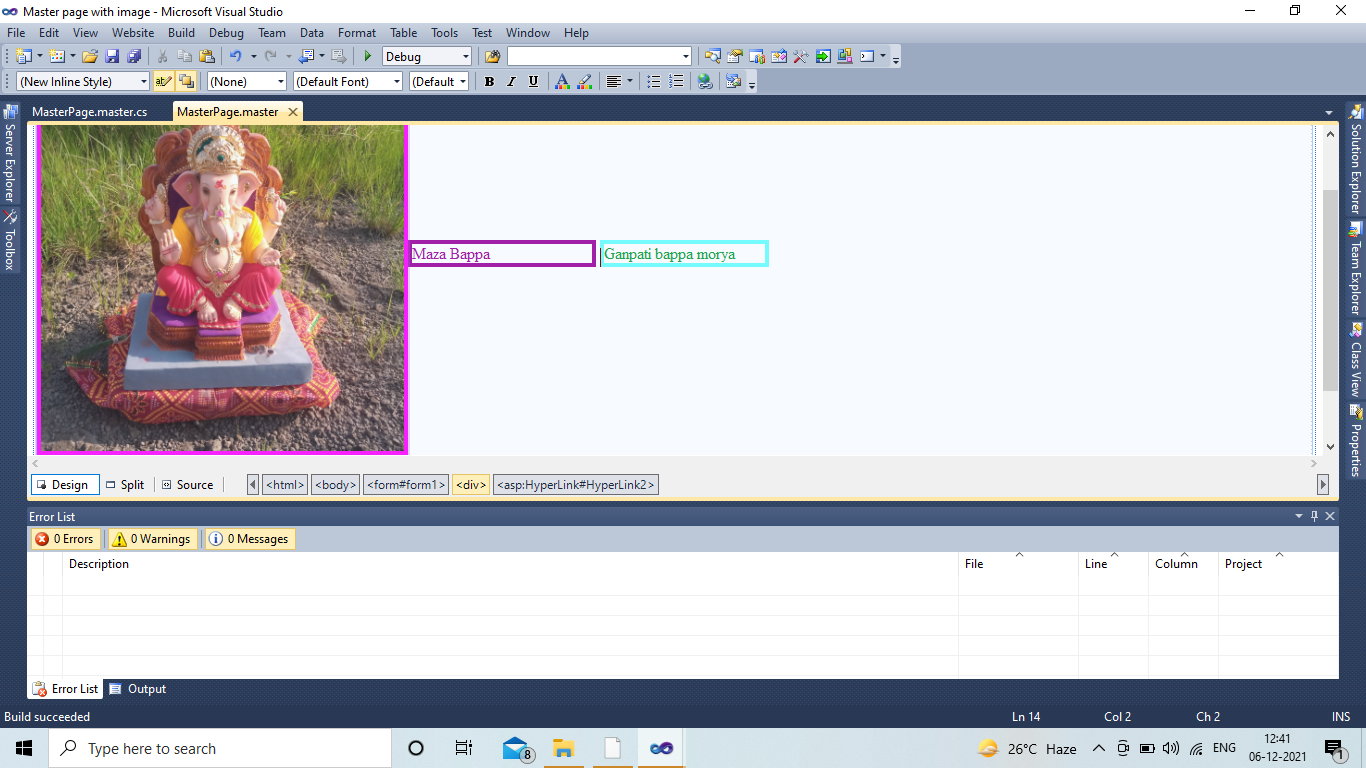 Master page with image - Microsoft Visual Studio
File Edit View Website Build Debug Team Data Format Table Tools Test Window Help
Debug
(New Inline Style) (None) (Default Font) (Default B I U A
MasterPage.master.cs MasterPage.master
Server Explorer
Toolbox
Solution Explorer
Team Explorer
Class View
Properties
Maza Bappa Ganpati bappa morya
Design Split Source <html> <body> <form#form1> <div> <asp:HyperLink#HyperLink2>
Error List
0 Errors 0 Warnings 0 Messages
Description File Line Column Project
Error List Output
Build succeeded Ln 14 Col 2 Ch 2 INS
Type here to search 8 26°C Haze ENG 12:41
06-12-2021 1